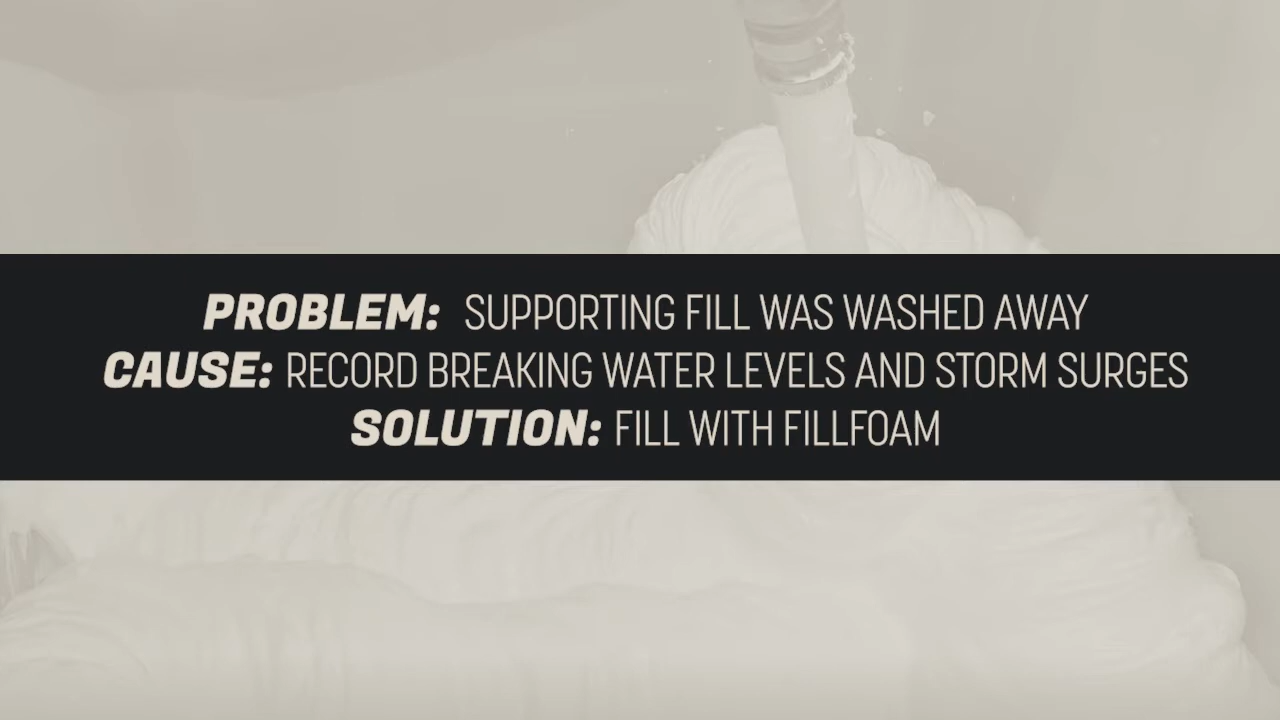 PROBLEM: SUPPORTING FILL WAS WASHED AWAY
CAUSE: RECORD BREAKING WATER LEVELS AND STORM SURGES
SOLUTION: FILL WITH FILLFOAM